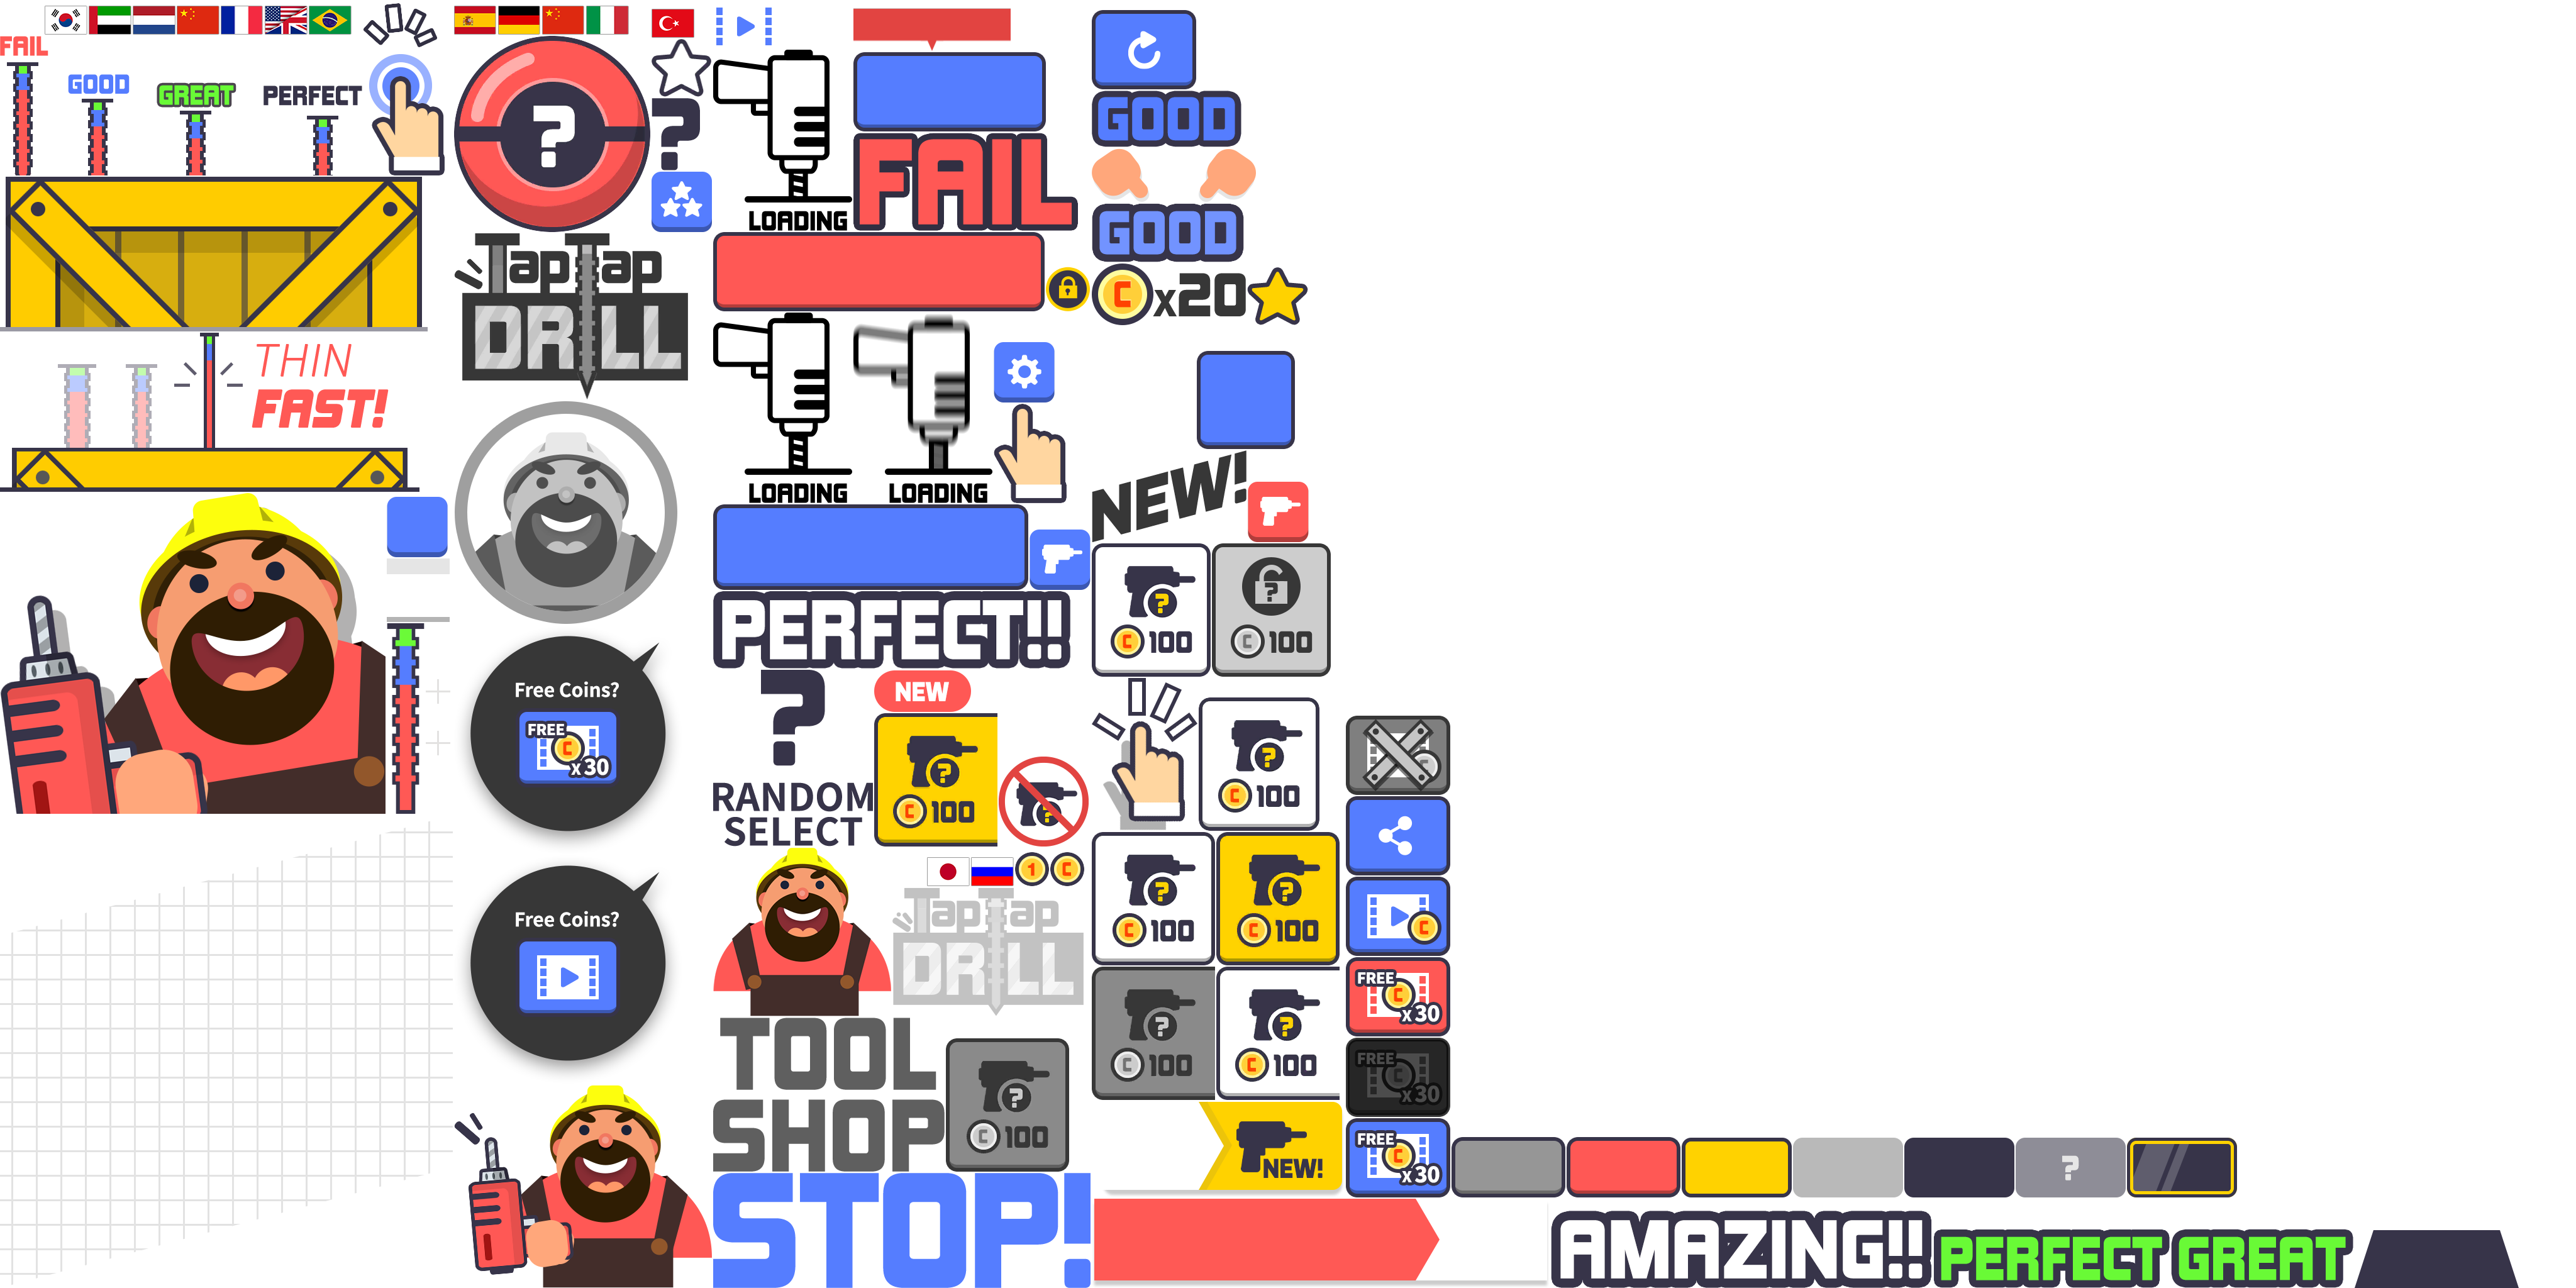 FAIL
GOOD
GREAT
PERFECT
THIN
FAST!
?
?
Tap Tap
DRILL
Free Coins?
FREE
C
x30
Free Coins?
LOADING
FAIL
LOADING
LOADING
PERFECT!!
?
RANDOM
SELECT
NEW
?
C 100
?
1
C
Tap Tap
DRILL
TOOL
SHOP
?
C 100
STOP!
GOOD
GOOD
C x20
NEW!
?
C 100
?
C 100
?
C 100
?
C 100
?
C 100
?
C 100
?
C 100
NEW!
C
C
FREE
C
x30
FREE
C
x30
FREE
C
x30
?
AMAZING!!
PERFECT
GREAT